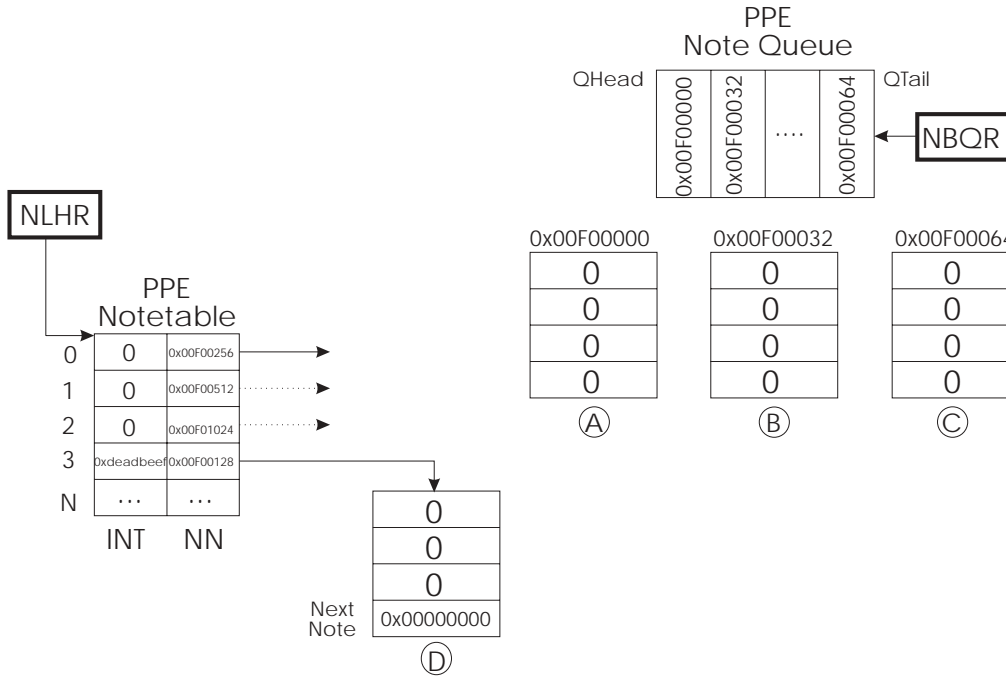 PPE
Note Queue
QHead
0x00F00000
0x00F00032
....
0x00F00064
QTail
NBQR
NLHR
0x00F00000
0
0
0
0
A
0x00F00032
0
0
0
0
B
0x00F00064
0
0
0
0
C
PPE
Notetable
0 0 0x00F00256
1 0 0x00F00512
2 0 0x00F01024
3 0xdeadbeef 0x00F00128
N ... ...
INT NN
0
0
0
Next
Note
0x00000000
D